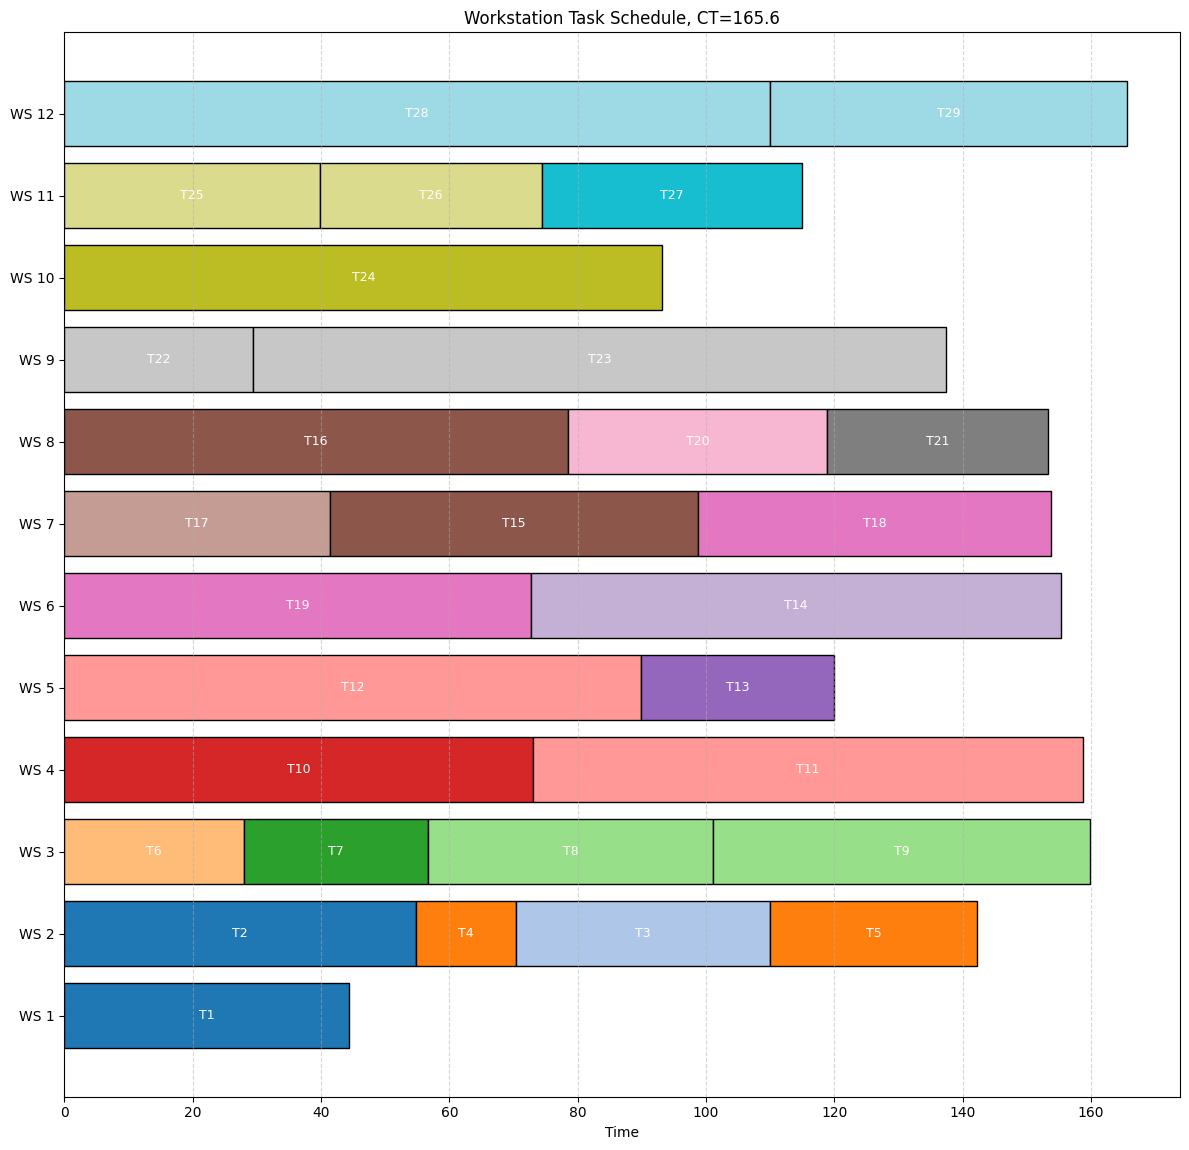 Workstation Task Schedule, CT=165.6
WS 12 T28 T29
WS 11 T25 T26 T27
WS 10 T24
WS 9 T22 T23
WS 8 T16 T20 T21
WS 7 T17 T15 T18
WS 6 T19 T14
WS 5 T12 T13
WS 4 T10 T11
WS 3 T6 T7 T8 T9
WS 2 T2 T4 T3 T5
WS 1 T1
0 20 40 60 80 100 120 140 160
Time